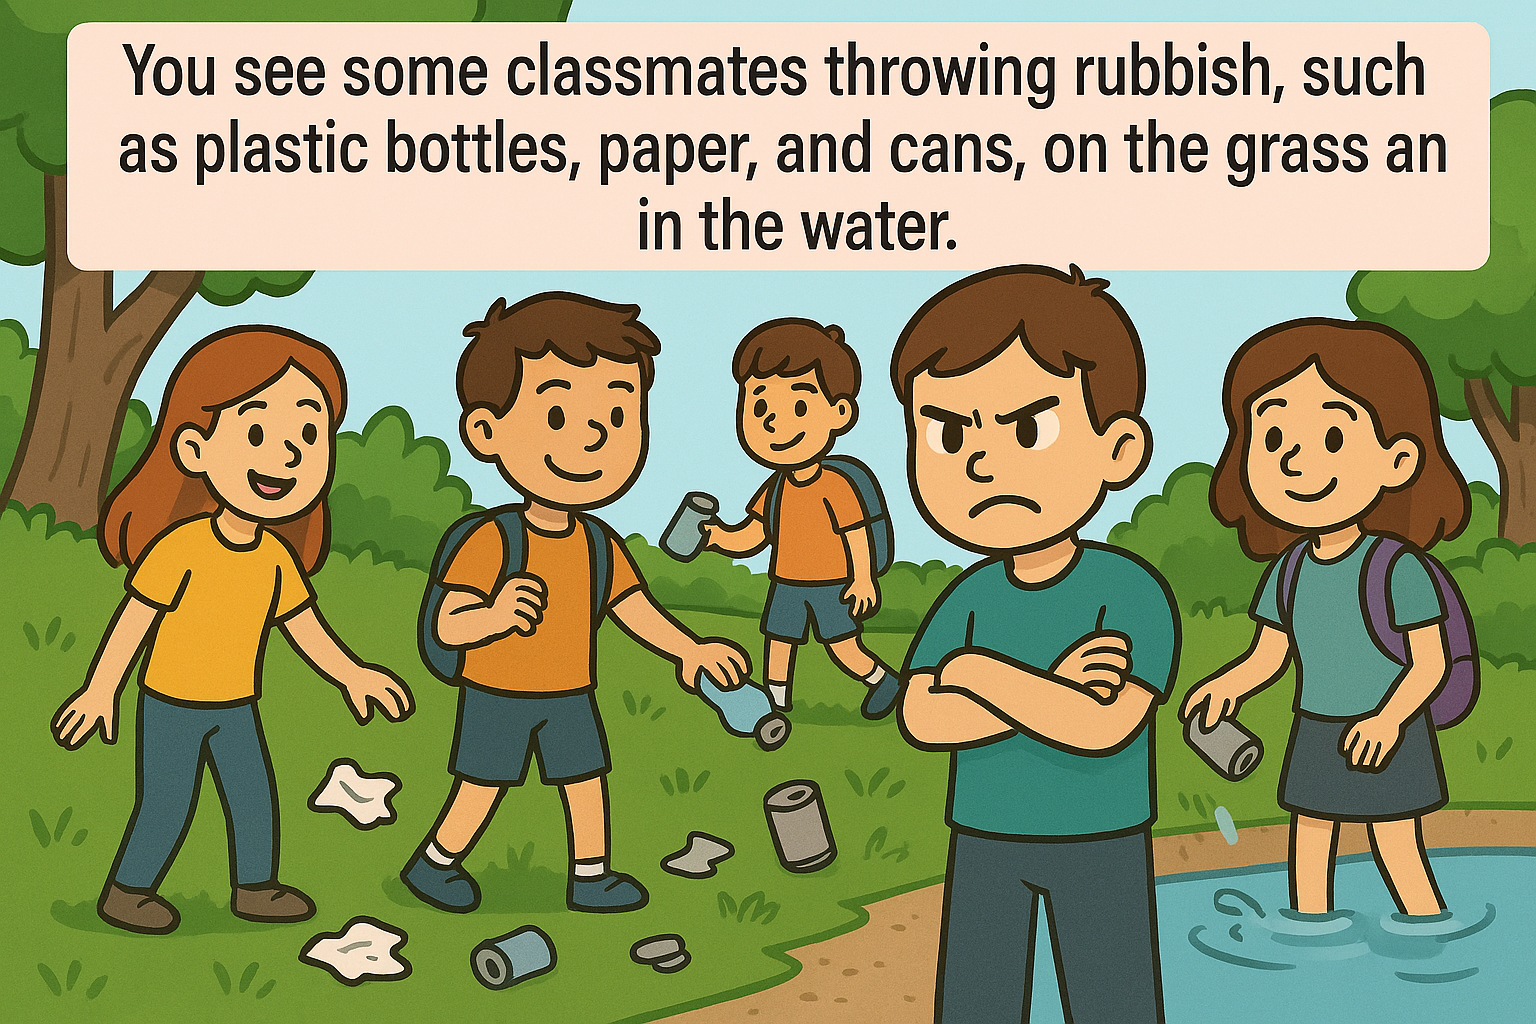 You see some classmates throwing rubbish, such
as plastic bottles, paper, and cans, on the grass an
in the water.